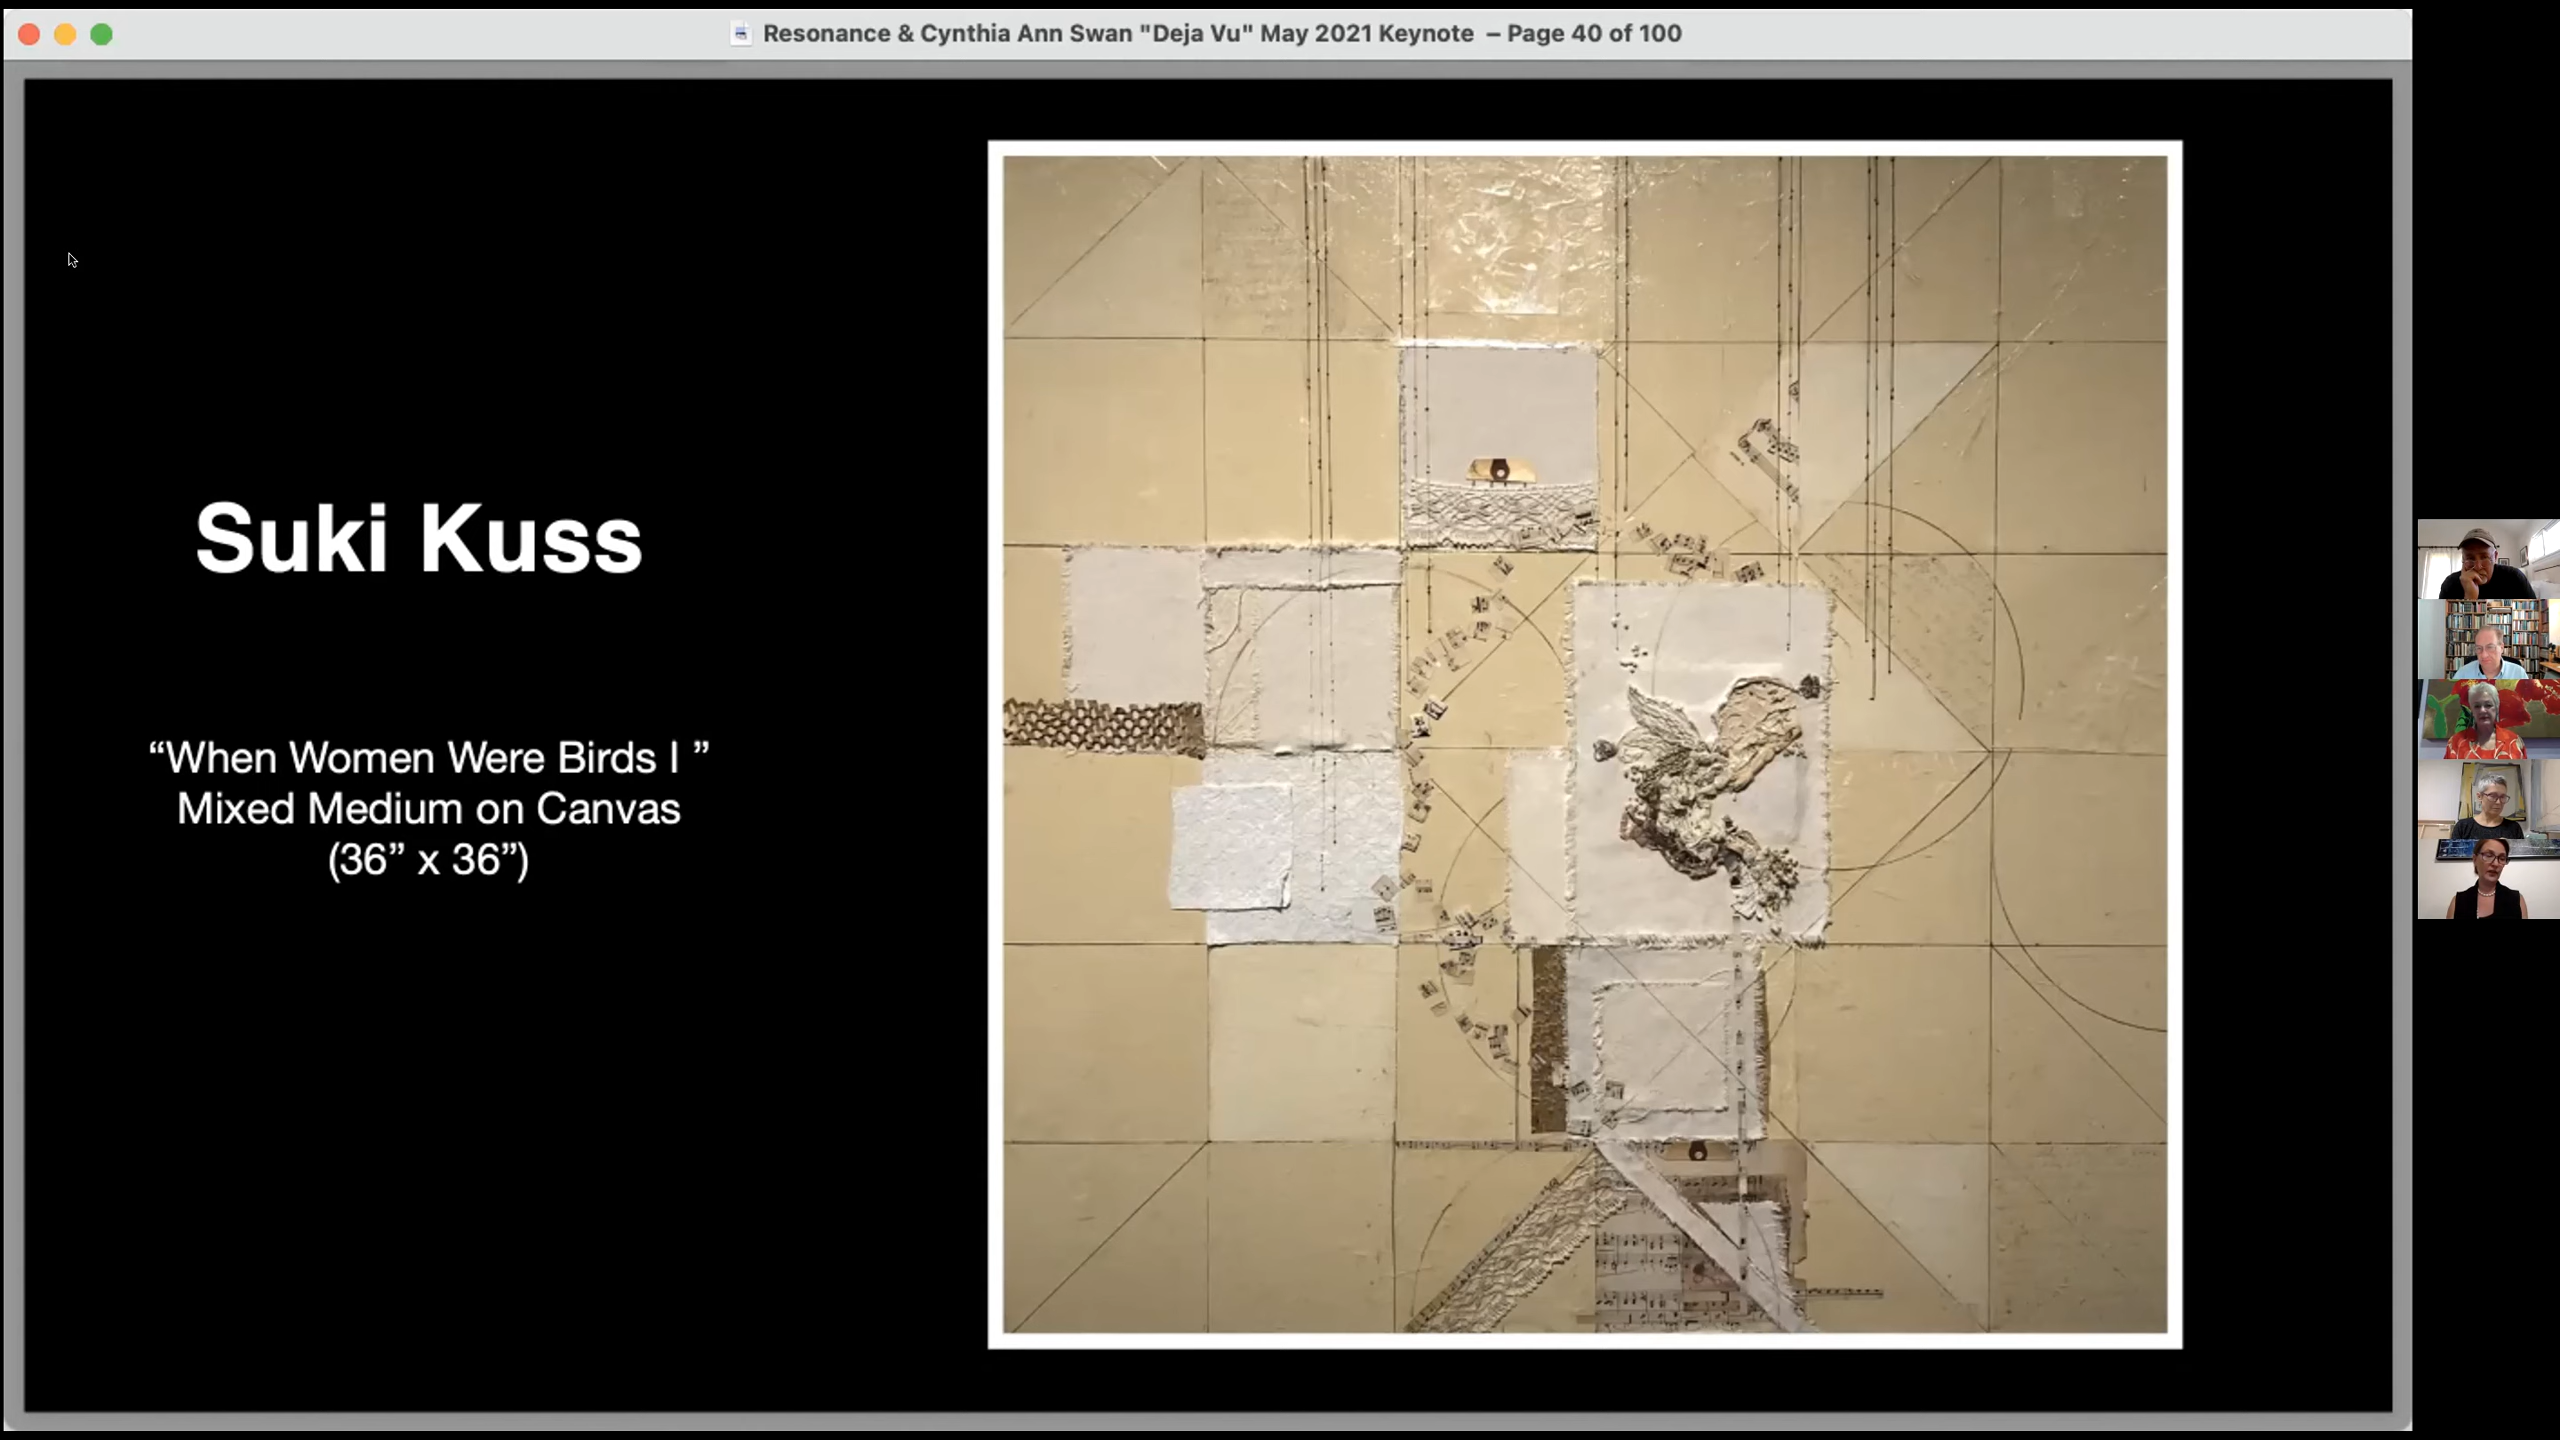 Resonance & Cynthia Ann Swan "Deja Vu" May 2021 Keynote – Page 40 of 100
Suki Kuss
“When Women Were Birds I ”
Mixed Medium on Canvas
(36” x 36”)